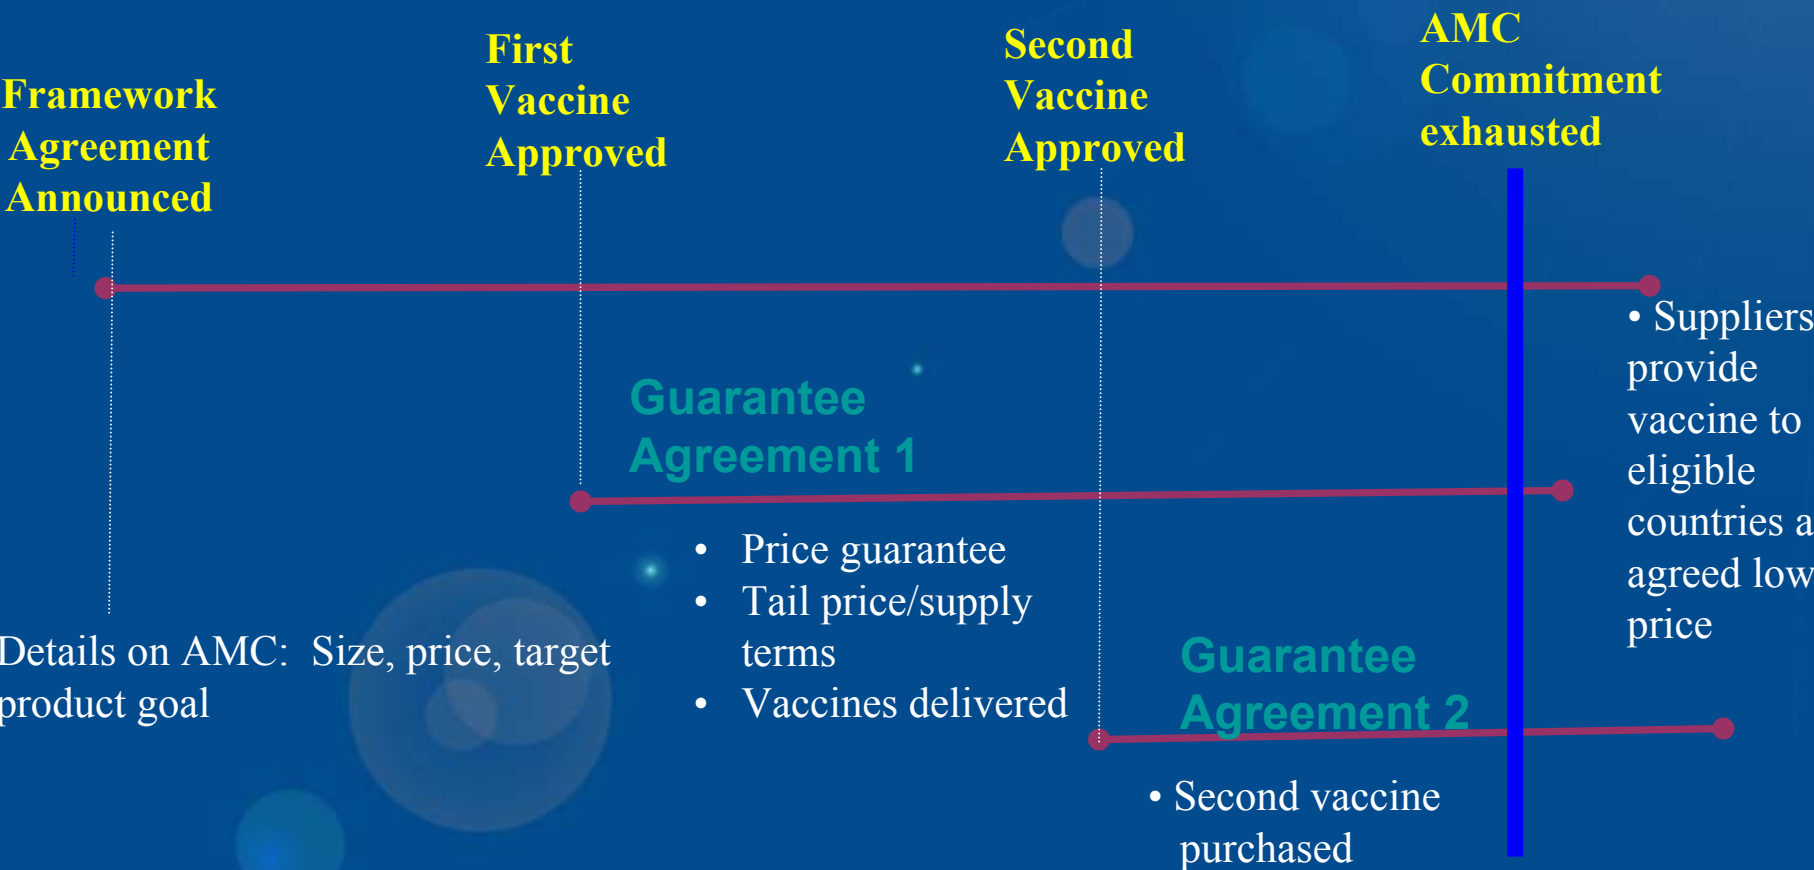 Framework
Agreement
Announced
First
Vaccine
Approved
Second
Vaccine
Approved
AMC
Commitment
exhausted
• Suppliers
provide
vaccine to
eligible
countries a
agreed low
price
Guarantee
Agreement 1
• Price guarantee
• Tail price/supply
terms
• Vaccines delivered
Details on AMC: Size, price, target
product goal
Guarantee
Agreement 2
• Second vaccine
purchased